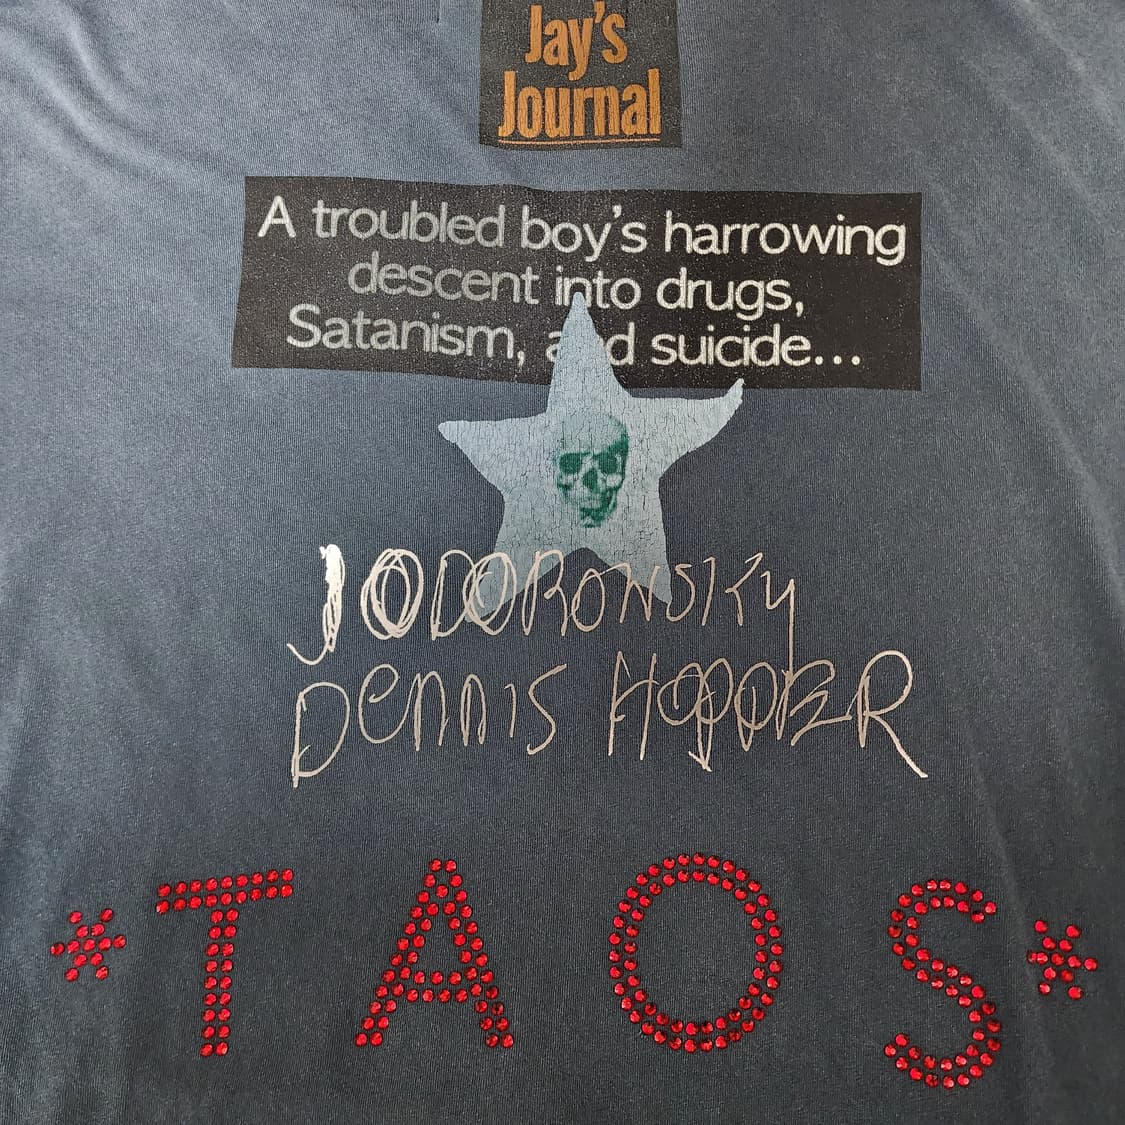 Jay's
Journal
A troubled boy's harrowing
descent into drugs,
Satanism, and suicide...
JODOROWSKY
DENNIS HOPPER
*TAOS*